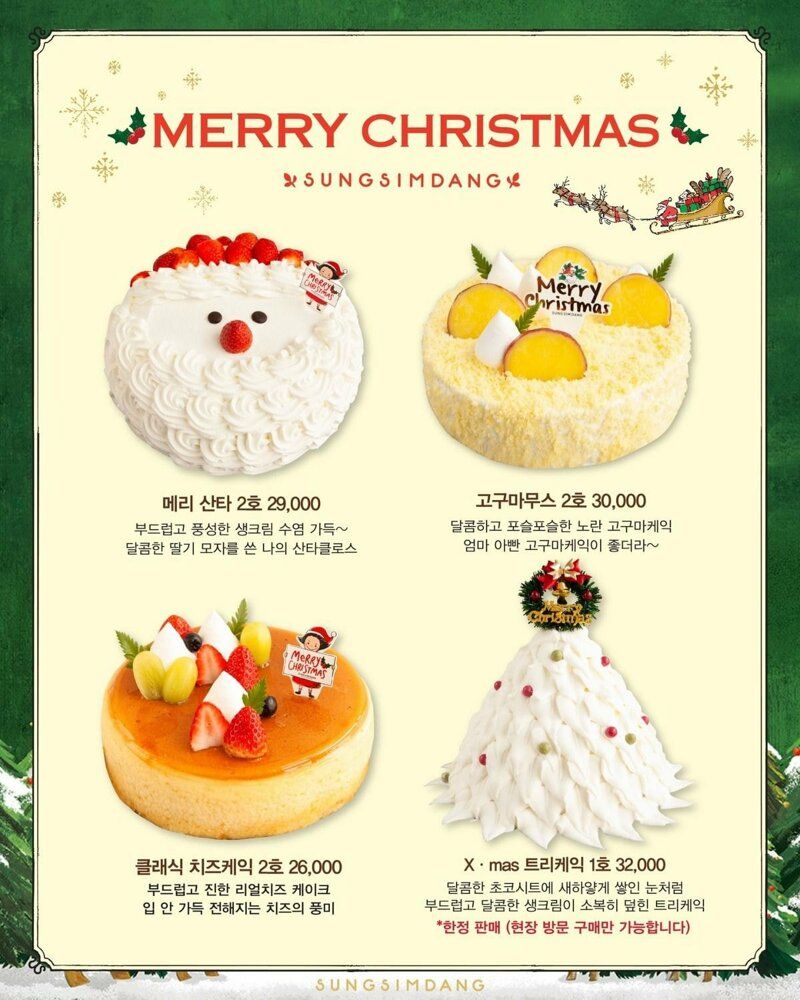 MERRY CHRISTMAS
SUNGSIMDANG
MERRY
CHRISTMAS
Merry
Christmas
SUNGSIMDANG
메리 산타 2호 29,000
부드럽고 풍성한 생크림 수염 가득~
달콤한 딸기 모자를 쓴 나의 산타클로스
고구마무스 2호 30,000
달콤하고 포슬포슬한 노란 고구마케익
엄마 아빤 고구마케익이 좋더라~
MERRY
CHRISTMAS
Merry
Christmas
클래식 치즈케익 2호 26,000
부드럽고 진한 리얼치즈 케이크
입 안 가득 전해지는 치즈의 풍미
X · mas 트리케익 1호 32,000
달콤한 초코시트에 새하얗게 쌓인 눈처럼
부드럽고 달콤한 생크림이 소복히 덮힌 트리케익
*한정 판매 (현장 방문 구매만 가능합니다)
SUNGSIMDANG